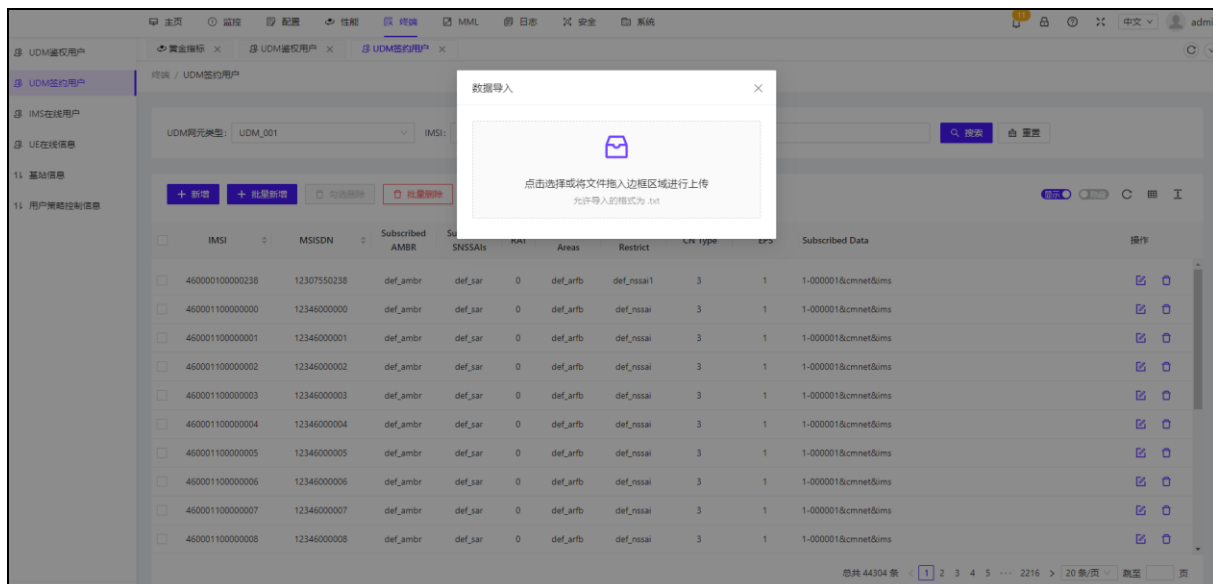 主页 监控 配置 性能 终端 MML 日志 安全 系统 11 中文 admi
UDM鉴权用户 黄金指标 UDM鉴权用户 UDM签约用户
UDM签约用户 终端 / UDM签约用户
数据导入
IMS在线用户
UDM网元类型: UDM_001 IMSI: 搜索 重置
UE在线信息
点击选择或将文件拖入边框区域进行上传
允许导入的格式为 .txt
基站信息
+ 新增 + 批量新增 勾选删除 批量删除 显示
用户策略控制信息
IMSI MSISDN Subscribed AMBR SNSSAIs RAT Areas Restrict CN Type EPS Subscribed Data 操作
460000100000238 12307550238 def_ambr def_sar 0 def_arfb def_nssai1 3 1 1-000001&cmnet&ims
460001100000000 12346000000 def_ambr def_sar 0 def_arfb def_nssai 3 1 1-000001&cmnet&ims
460001100000001 12346000001 def_ambr def_sar 0 def_arfb def_nssai 3 1 1-000001&cmnet&ims
460001100000002 12346000002 def_ambr def_sar 0 def_arfb def_nssai 3 1 1-000001&cmnet&ims
460001100000003 12346000003 def_ambr def_sar 0 def_arfb def_nssai 3 1 1-000001&cmnet&ims
460001100000004 12346000004 def_ambr def_sar 0 def_arfb def_nssai 3 1 1-000001&cmnet&ims
460001100000005 12346000005 def_ambr def_sar 0 def_arfb def_nssai 3 1 1-000001&cmnet&ims
460001100000006 12346000006 def_ambr def_sar 0 def_arfb def_nssai 3 1 1-000001&cmnet&ims
460001100000007 12346000007 def_ambr def_sar 0 def_arfb def_nssai 3 1 1-000001&cmnet&ims
460001100000008 12346000008 def_ambr def_sar 0 def_arfb def_nssai 3 1 1-000001&cmnet&ims
总共 44304 条 < 1 2 3 4 5 ··· 2216 > 20 条/页 跳至 页